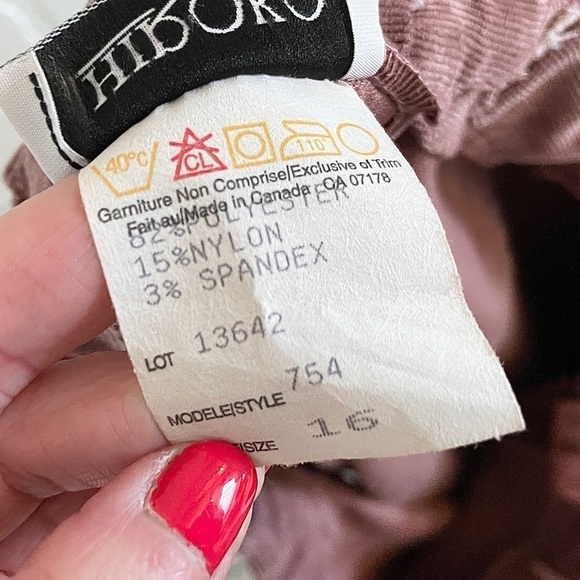 HIBOKO
40°C CL 110°
Garniture Non Comprise/Exclusive of Trim
Fait au/Made in Canada CA 07178
82%POLYESTER
15%NYLON
3% SPANDEX
LOT 13642
MODELE|STYLE 754
SIZE 16